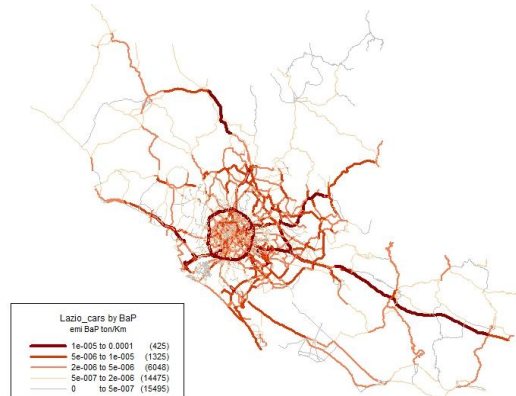 Lazio_cars by BaP
emi BaP ton/Km
1e-005 to 0.0001 (425)
5e-006 to 1e-005 (1325)
2e-006 to 5e-006 (6048)
5e-007 to 2e-006 (14475)
0 to 5e-007 (15495)